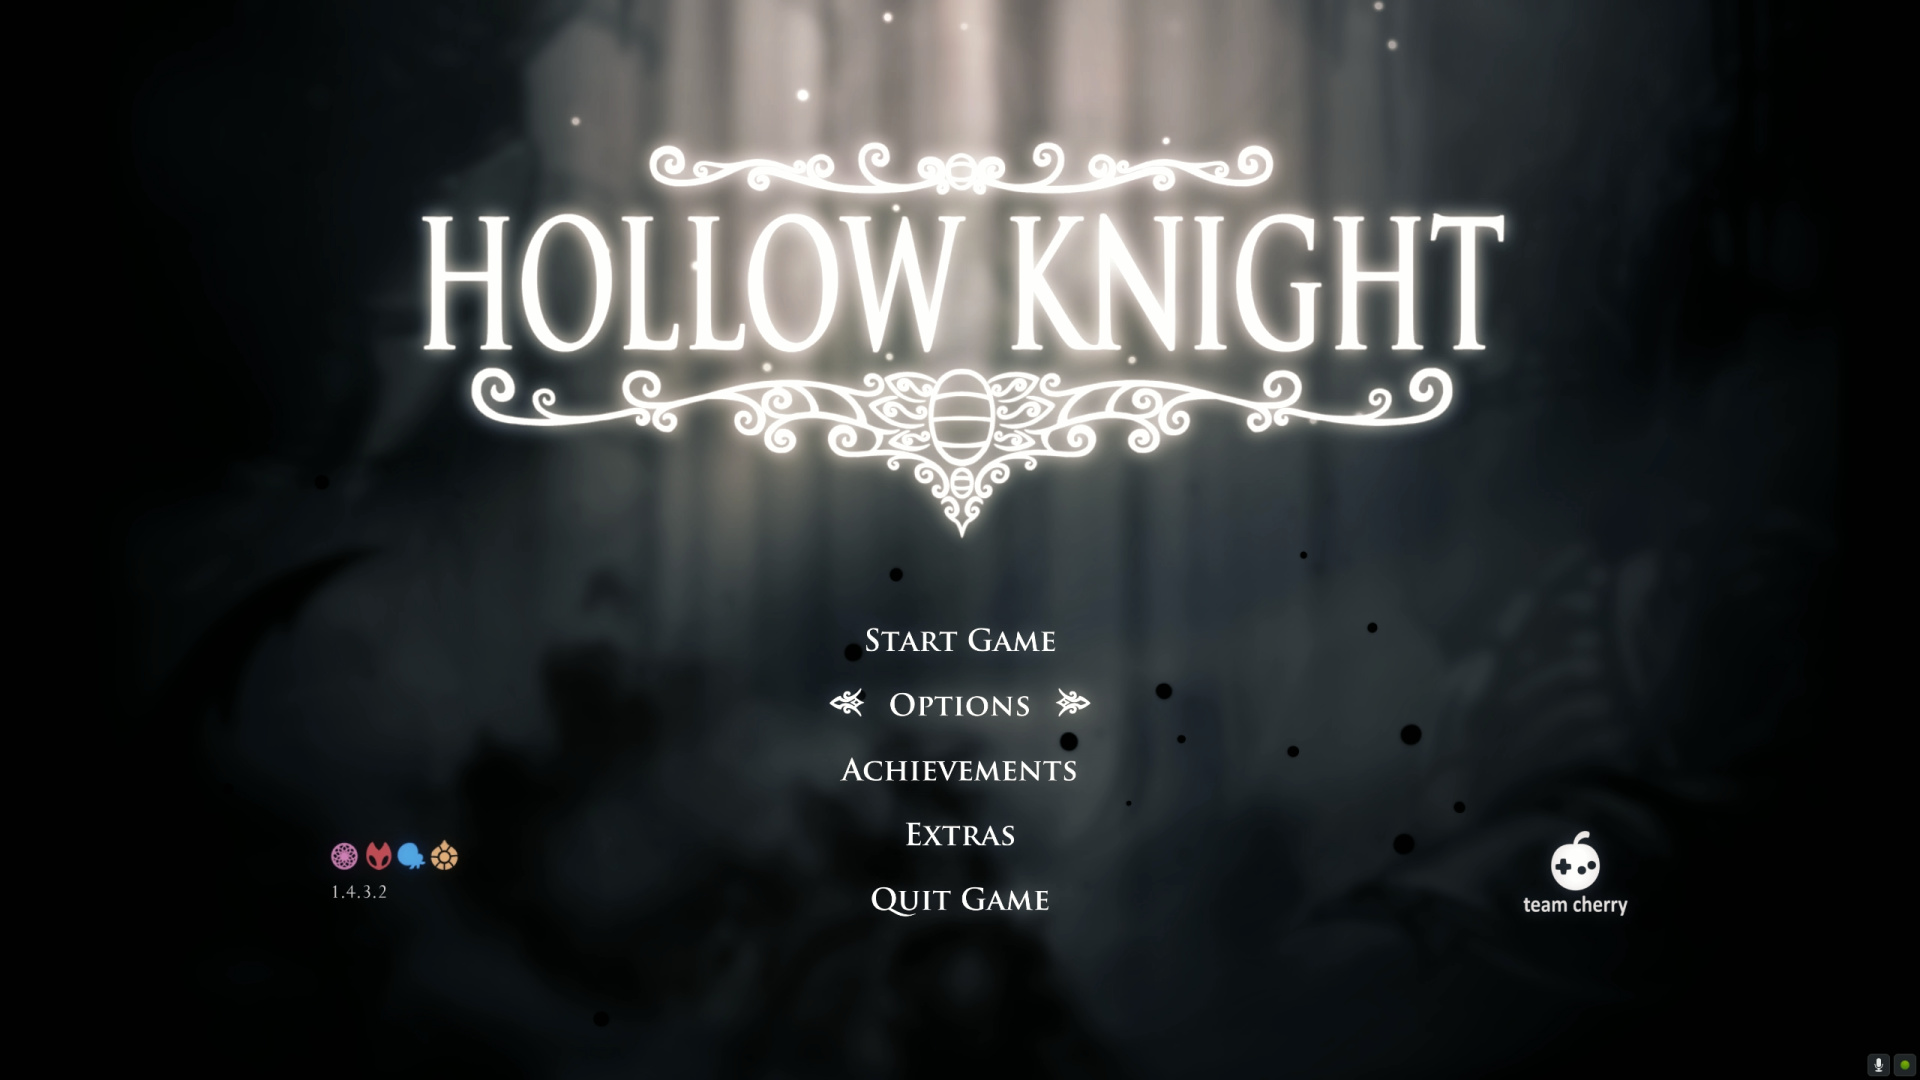 HOLLOW KNIGHT
START GAME
OPTIONS
ACHIEVEMENTS
EXTRAS
QUIT GAME
1.4.3.2
team cherry